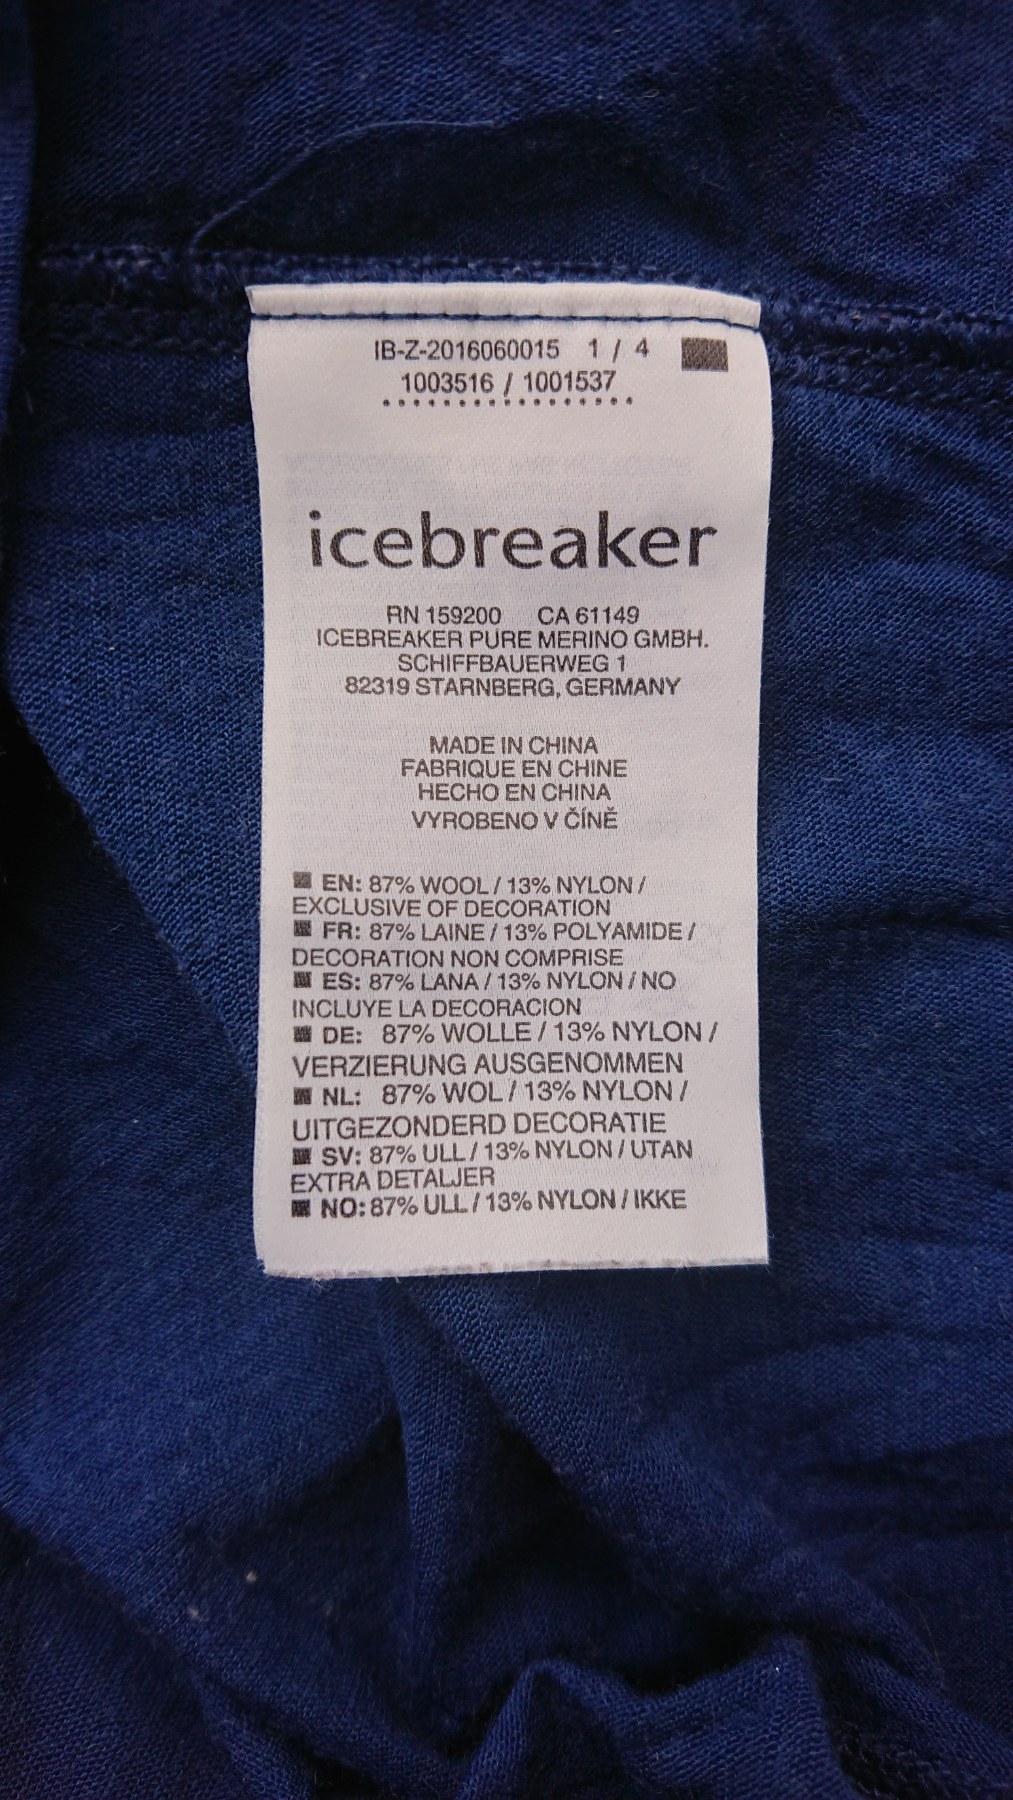 IB-Z-2016060015 1 / 4
1003516 / 1001537
icebreaker
RN 159200 CA 61149
ICEBREAKER PURE MERINO GMBH.
SCHIFFBAUERWEG 1
82319 STARNBERG, GERMANY
MADE IN CHINA
FABRIQUE EN CHINE
HECHO EN CHINA
VYROBENO V ČÍNĚ
EN: 87% WOOL / 13% NYLON /
EXCLUSIVE OF DECORATION
FR: 87% LAINE / 13% POLYAMIDE /
DECORATION NON COMPRISE
ES: 87% LANA / 13% NYLON / NO
INCLUYE LA DECORACION
DE: 87% WOLLE / 13% NYLON /
VERZIERUNG AUSGENOMMEN
NL: 87% WOL / 13% NYLON /
UITGEZONDERD DECORATIE
SV: 87% ULL / 13% NYLON / UTAN
EXTRA DETALJER
NO: 87% ULL / 13% NYLON / IKKE